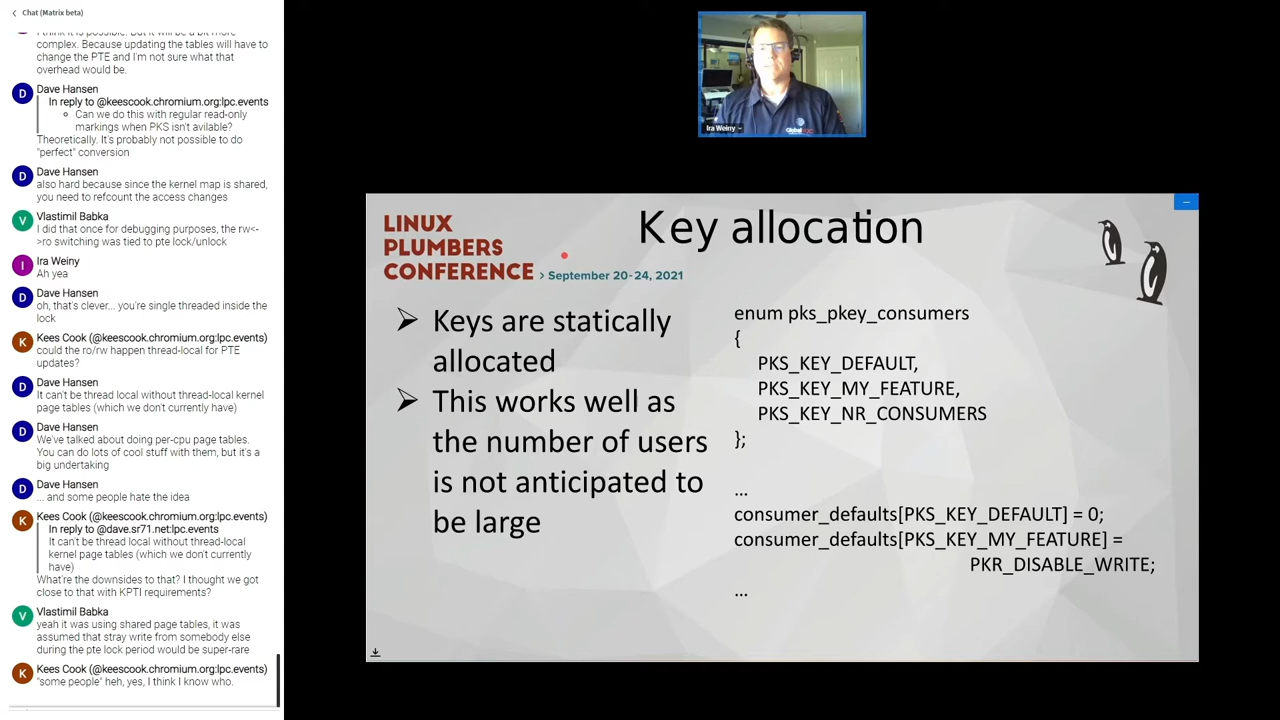 Chat (Matrix beta)
I think it is possible. But it will be a bit more
complex. Because updating the tables will have to
change the PTE and I'm not sure what that
overhead would be.
D
Dave Hansen
In reply to @keescook.chromium.org:lpc.events
Can we do this with regular read-only
markings when PKS isn't avilable?
Theoretically. It's probably not possible to do
"perfect" conversion
D
Dave Hansen
also hard because since the kernel map is shared,
you need to refcount the access changes
V
Vlastimil Babka
I did that once for debugging purposes, the rw<-
>ro switching was tied to pte lock/unlock
I
Ira Weiny
Ah yea
D
Dave Hansen
oh, that's clever... you're single threaded inside the
lock
K
Kees Cook (@keescook.chromium.org:lpc.events)
could the ro/rw happen thread-local for PTE
updates?
D
Dave Hansen
It can't be thread local without thread-local kernel
page tables (which we don't currently have)
D
Dave Hansen
We've talked about doing per-cpu page tables.
You can do lots of cool stuff with them, but it's a
big undertaking
D
Dave Hansen
... and some people hate the idea
K
Kees Cook (@keescook.chromium.org:lpc.events)
In reply to @dave.sr71.net:lpc.events
It can't be thread local without thread-local
kernel page tables (which we don't currently
have)
What're the downsides to that? I thought we got
close to that with KPTI requirements?
V
Vlastimil Babka
yeah it was using shared page tables, it was
assumed that stray write from somebody else
during the pte lock period would be super-rare
K
Kees Cook (@keescook.chromium.org:lpc.events)
"some people" heh, yes, I think I know who.
Ira Weiny
LINUX
PLUMBERS
CONFERENCE
> September 20-24, 2021
Key allocation
➢ Keys are statically
allocated
➢ This works well as
the number of users
is not anticipated to
be large
enum pks_pkey_consumers
{
PKS_KEY_DEFAULT,
PKS_KEY_MY_FEATURE,
PKS_KEY_NR_CONSUMERS
};
...
consumer_defaults[PKS_KEY_DEFAULT] = 0;
consumer_defaults[PKS_KEY_MY_FEATURE] =
PKR_DISABLE_WRITE;
...